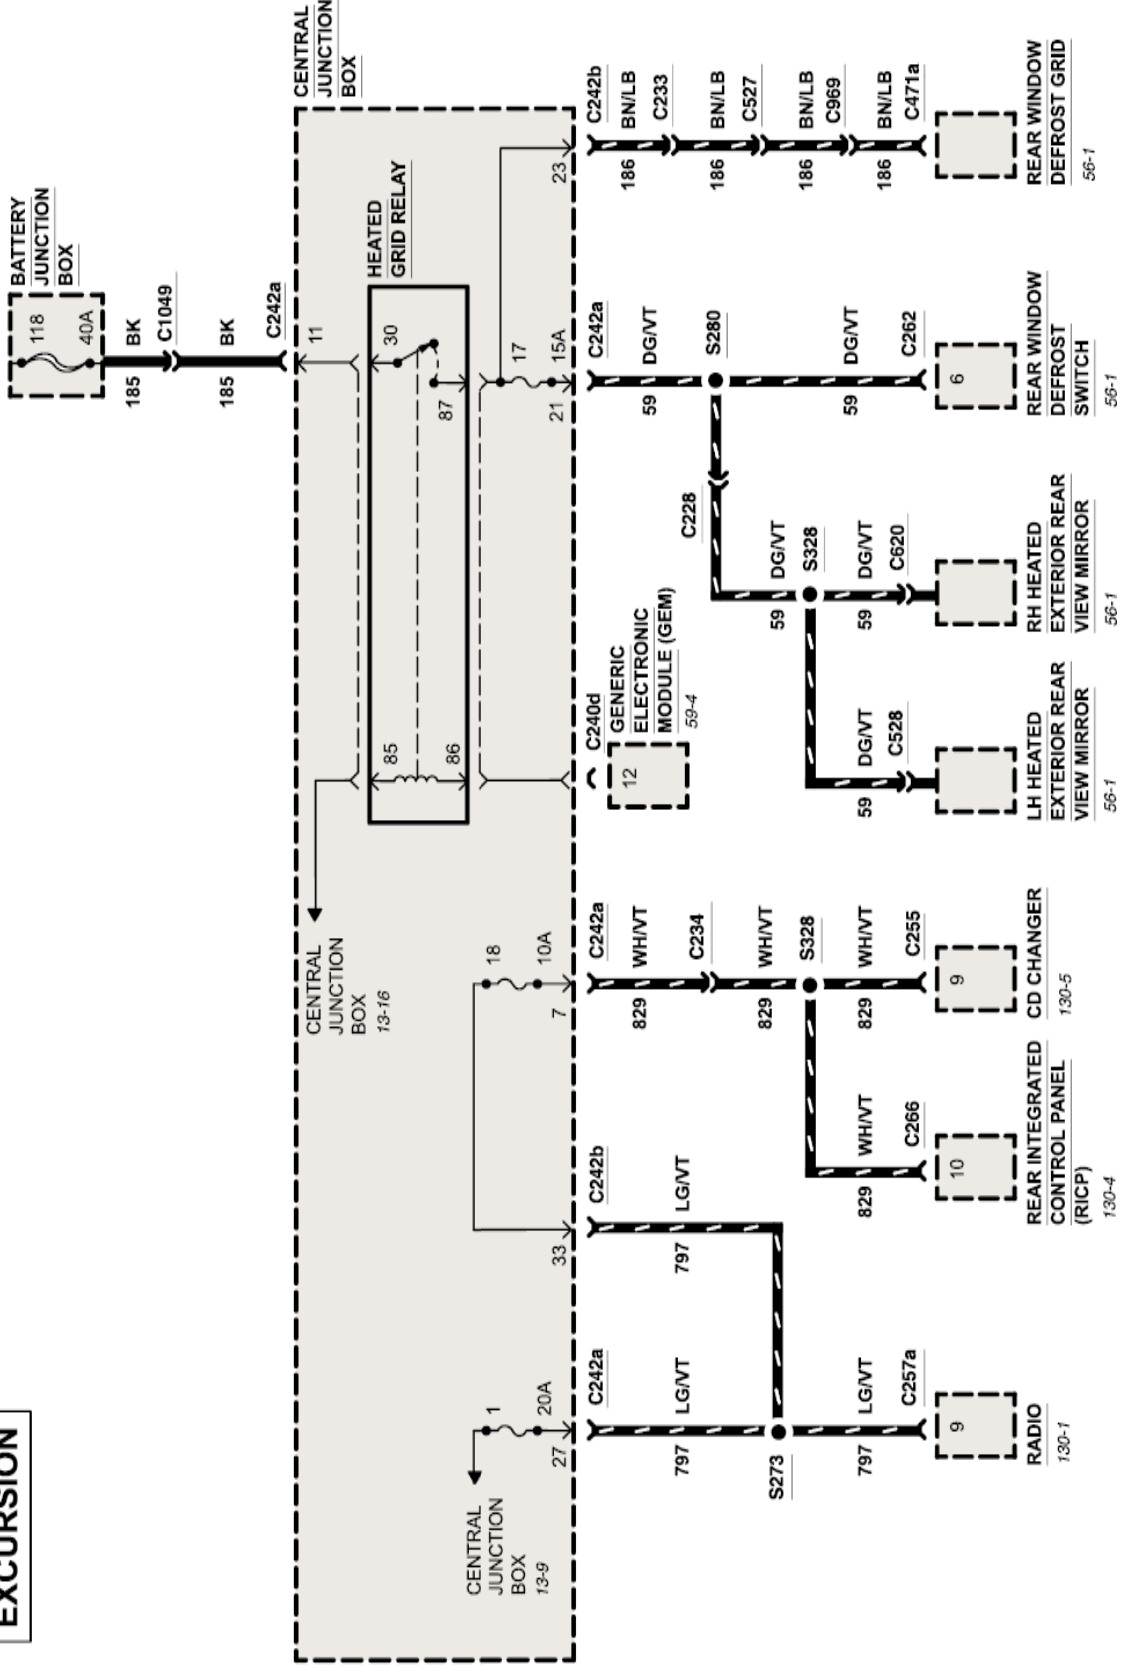 EXCURSION
BATTERY
JUNCTION
BOX
118
40A
185
BK
C1049
185
BK
C242a
CENTRAL
JUNCTION
BOX
11
HEATED
GRID RELAY
30
87
85
86
CENTRAL
JUNCTION
BOX
13-16
CENTRAL
JUNCTION
BOX
13-9
1
20A
27
18
10A
33
7
17
15A
21
23
C242a
797
LG/VT
S273
797
LG/VT
C257a
9
RADIO
130-1
C242b
797
LG/VT
C242a
829
WH/VT
C234
829
WH/VT
S328
829
WH/VT
C255
9
CD CHANGER
130-5
829
WH/VT
C266
10
REAR INTEGRATED
CONTROL PANEL
(RICP)
130-4
C240d
12
GENERIC
ELECTRONIC
MODULE (GEM)
59-4
C242a
59
DG/VT
S280
59
DG/VT
C262
6
REAR WINDOW
DEFROST
SWITCH
56-1
C228
59
DG/VT
S328
59
DG/VT
C620
RH HEATED
EXTERIOR REAR
VIEW MIRROR
56-1
59
DG/VT
C528
LH HEATED
EXTERIOR REAR
VIEW MIRROR
56-1
C242b
186
BN/LB
C233
186
BN/LB
C527
186
BN/LB
C969
186
BN/LB
C471a
REAR WINDOW
DEFROST GRID
56-1